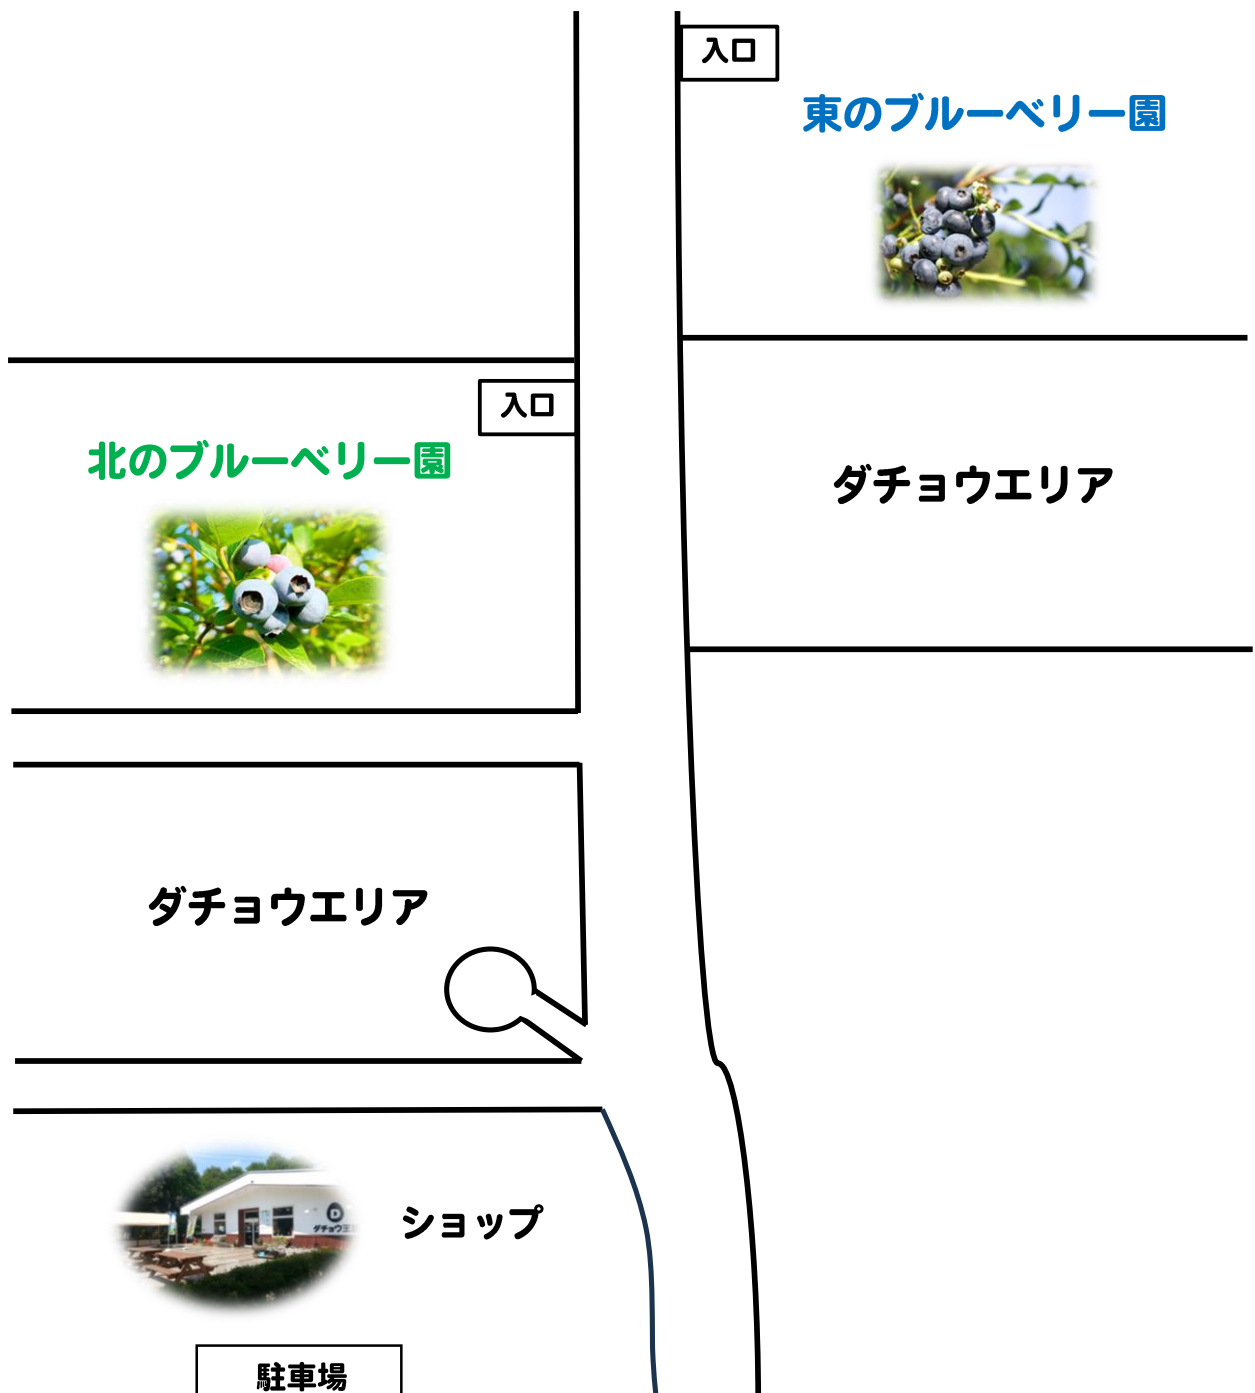 入口
東のブルーベリー園
入口
北のブルーベリー園
ダチョウエリア
ダチョウエリア
ショップ
駐車場